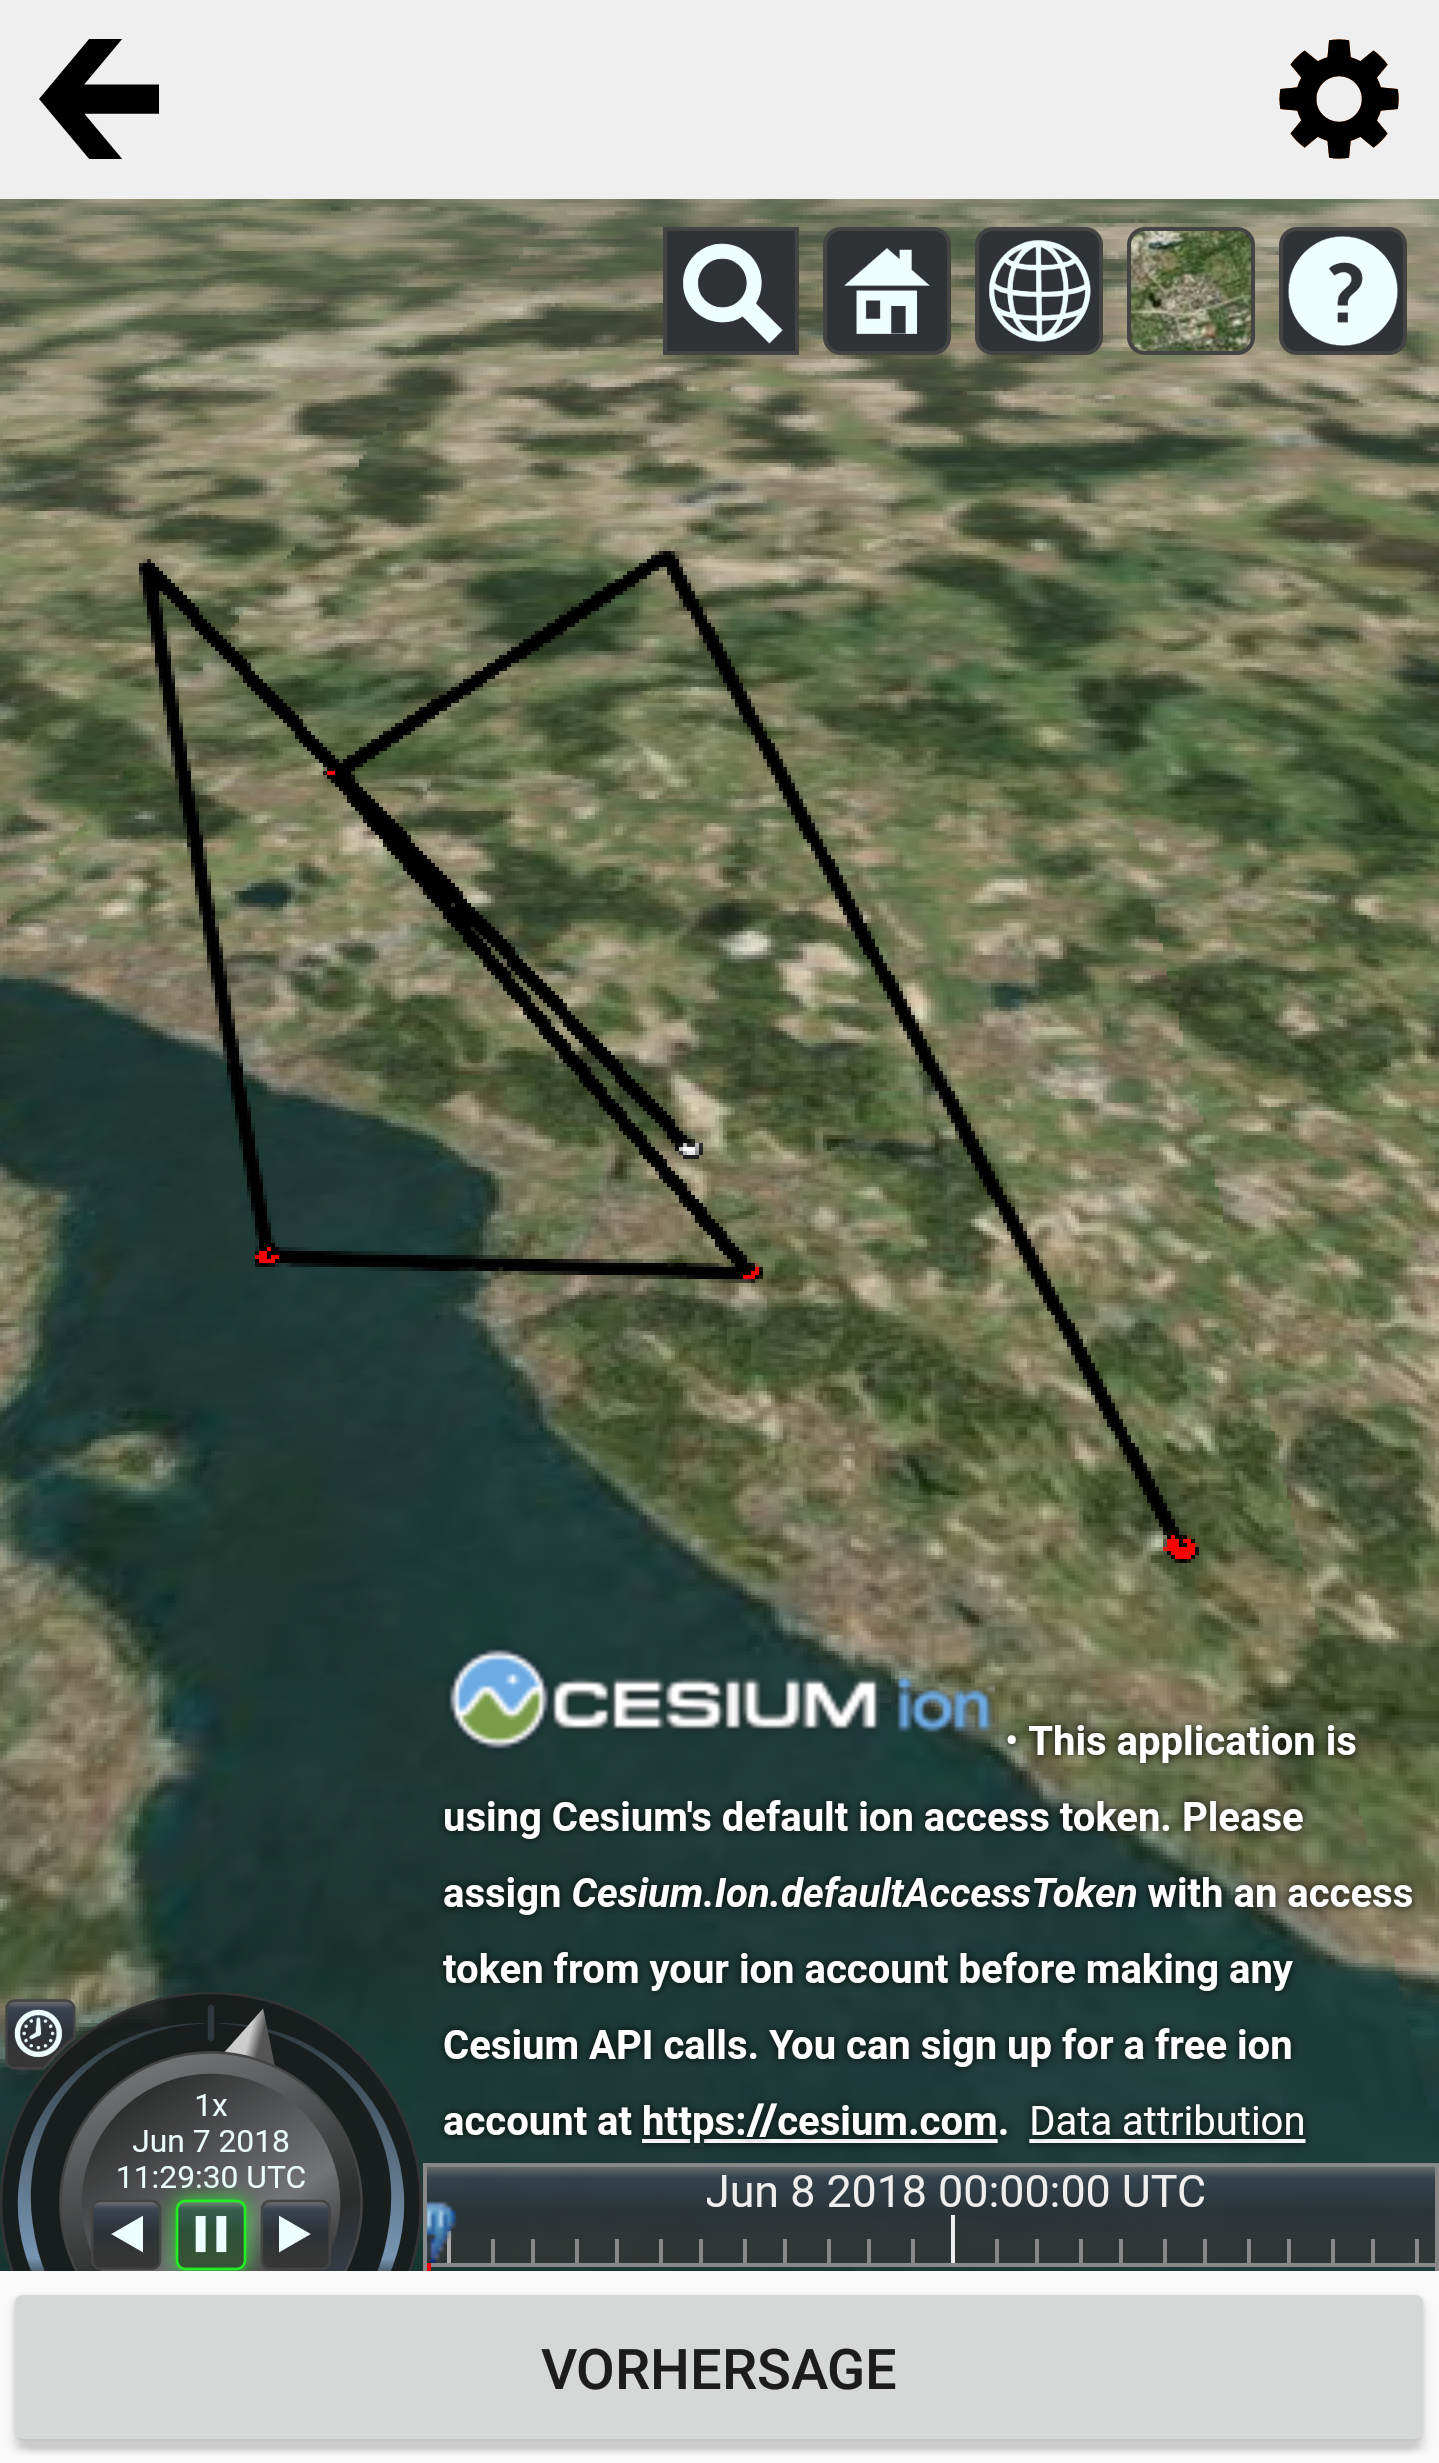 CESIUM ion
• This application is
using Cesium's default ion access token. Please
assign Cesium.Ion.defaultAccessToken with an access
token from your ion account before making any
Cesium API calls. You can sign up for a free ion
account at https://cesium.com. Data attribution
1x
Jun 7 2018
11:29:30 UTC
Jun 8 2018 00:00:00 UTC
VORHERSAGE